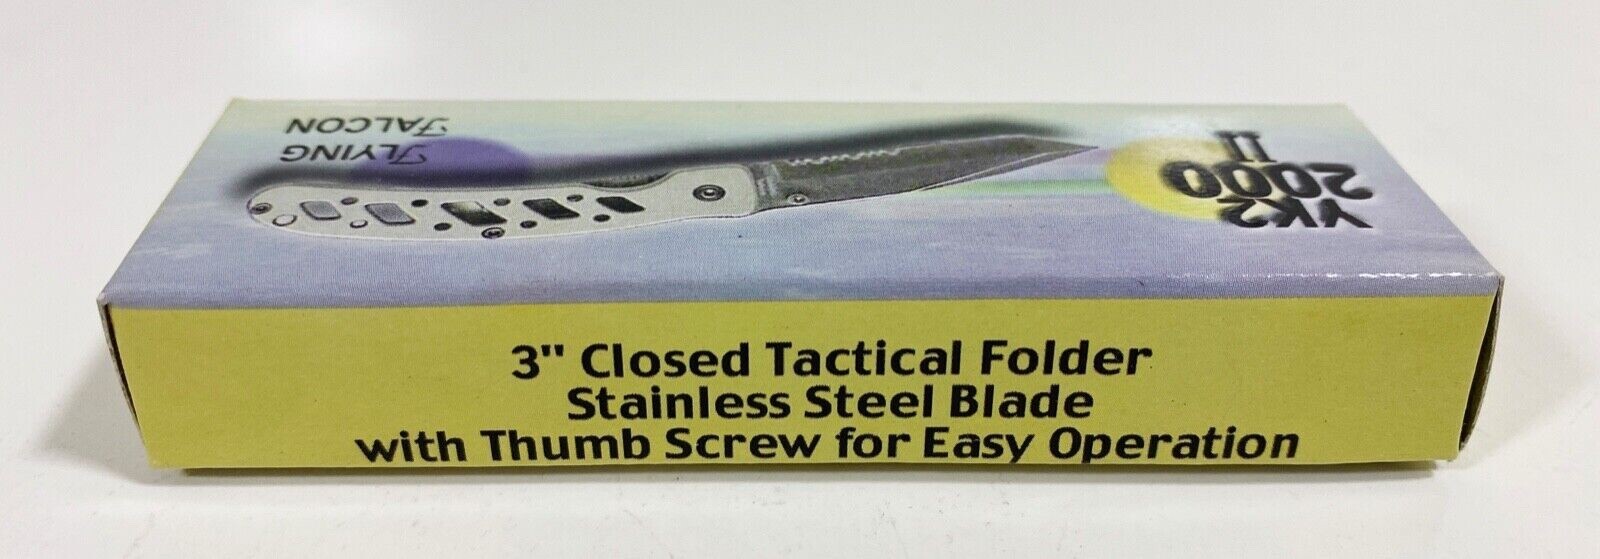 FLYING
FALCON
YK2
2000
II
3" Closed Tactical Folder
Stainless Steel Blade
with Thumb Screw for Easy Operation